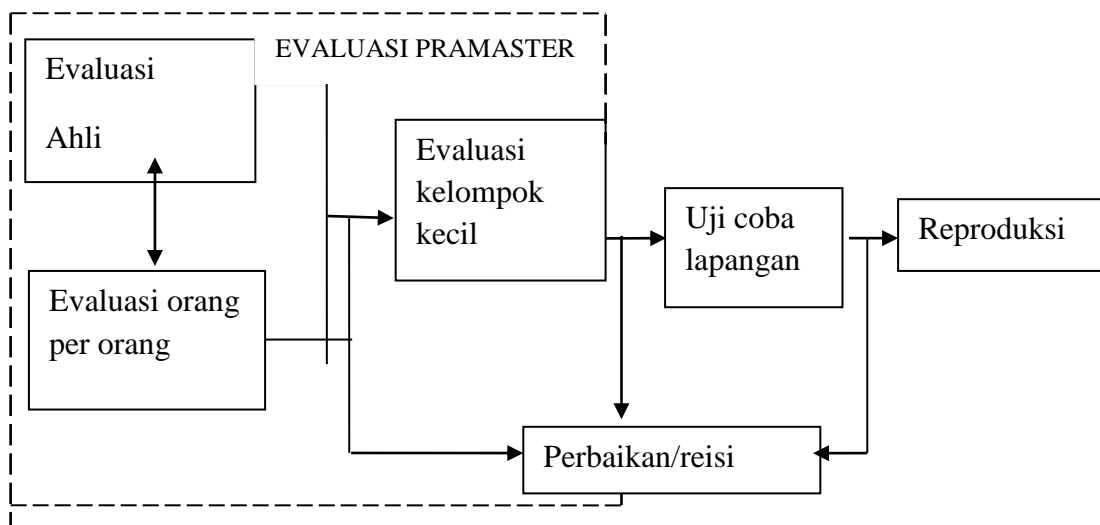 EVALUASI PRAMASTER
Evaluasi
Ahli
Evaluasi
kelompok
kecil
Uji coba
lapangan
Reproduksi
Evaluasi orang
per orang
Perbaikan/reisi